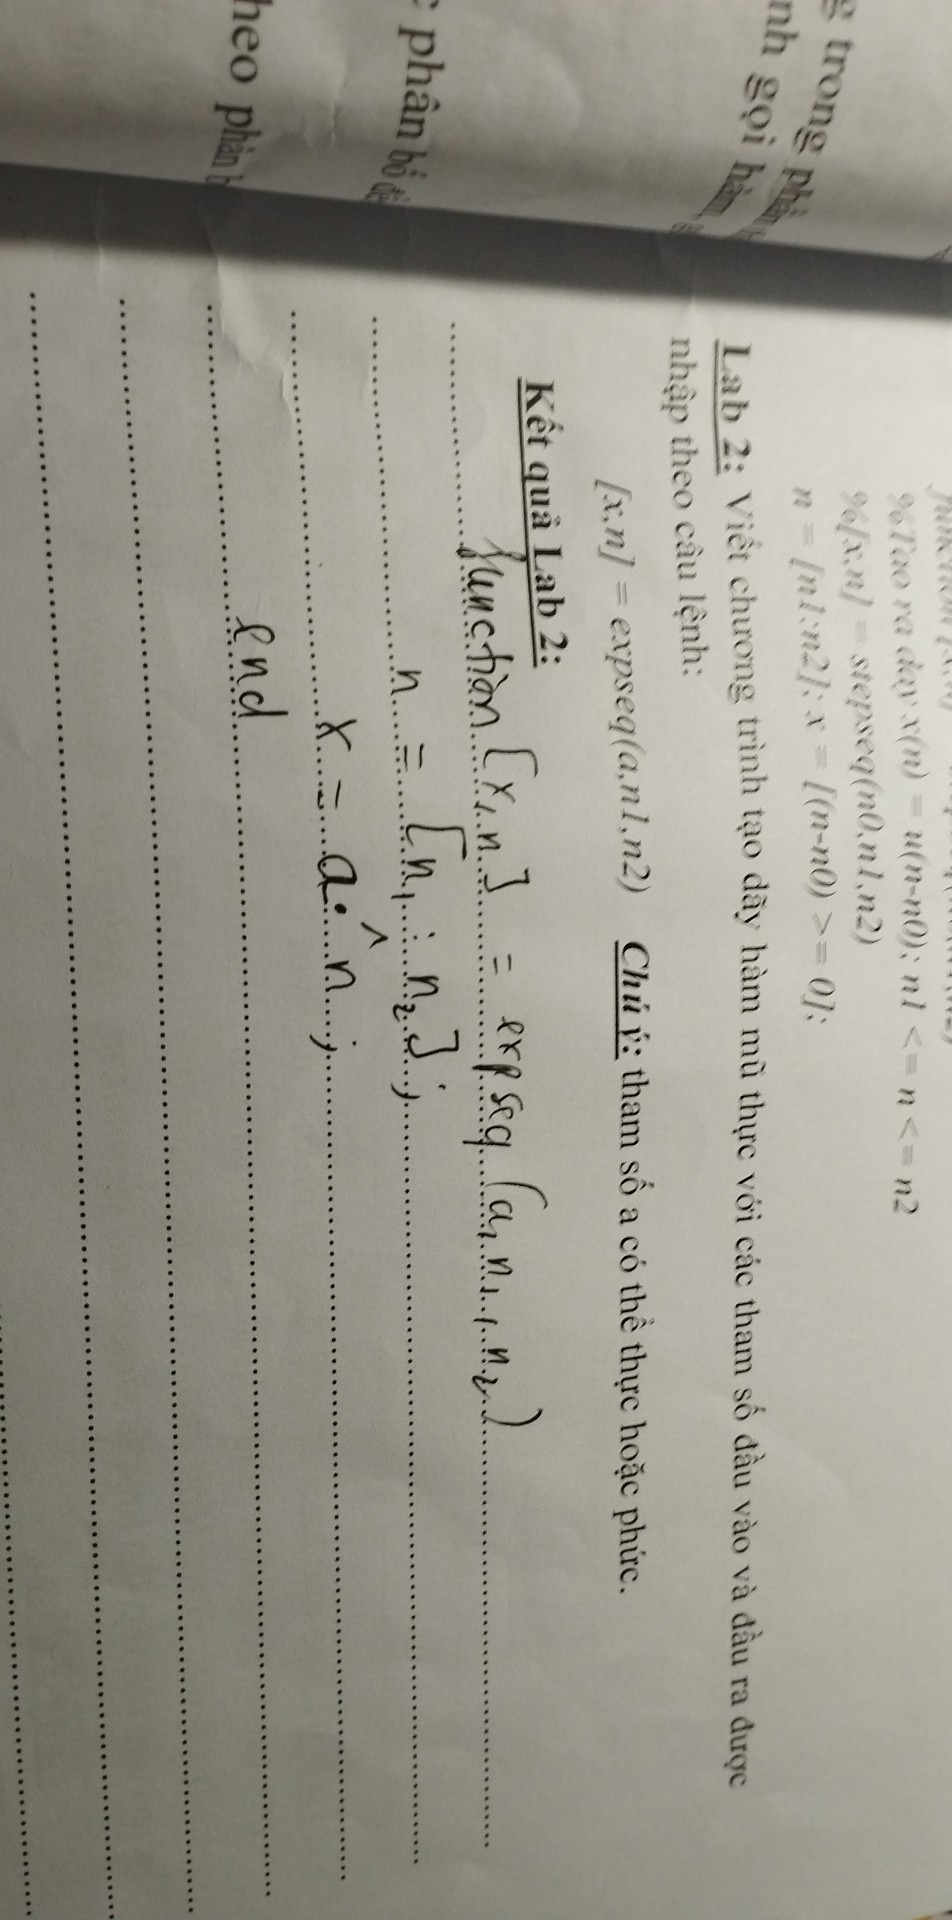 %Tao ra day x(n) = u(n-n0); n1 <= n <= n2
%[x,n] = stepseq(n0,n1,n2)
n = [n1:n2]; x = [(n-n0) >= 0];
g trong phần
nh gọi hàm,
Lab 2: Viết chương trình tạo dãy hàm mũ thực với các tham số đầu vào và đầu ra được
nhập theo câu lệnh:
[x,n] = expseq(a,n1,n2) Chú ý: tham số a có thể thực hoặc phức.
Kết quả Lab 2:
function [x, n] = expseq (a, n1, n2)
n = [n1 : n2];
c phân bố
x = a.^n;
end
heo phân b